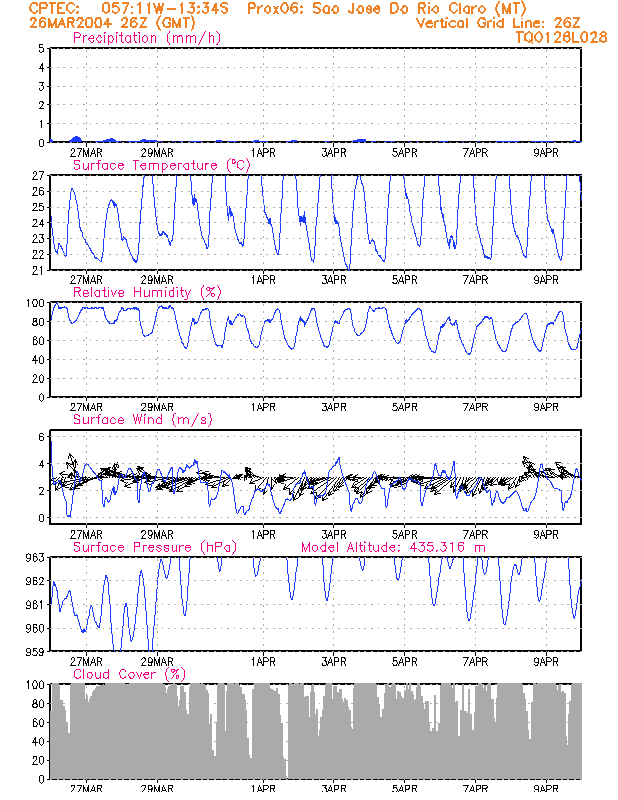 CPTEC: 057:11W-13:34S Prox06: Sao Jose Do Rio Claro (MT)
26MAR2004 26Z (GMT) Vertical Grid Line: 26Z
Precipitation (mm/h) TQ0126L028
5
4
3
2
1
0
27MAR 29MAR 1APR 3APR 5APR 7APR 9APR
Surface Temperature (°C)
27
26
25
24
23
22
21
27MAR 29MAR 1APR 3APR 5APR 7APR 9APR
Relative Humidity (%)
100
80
60
40
20
0
27MAR 29MAR 1APR 3APR 5APR 7APR 9APR
Surface Wind (m/s)
6
4
2
0
27MAR 29MAR 1APR 3APR 5APR 7APR 9APR
Surface Pressure (hPa) Model Altitude: 435.316 m
963
962
961
960
959
27MAR 29MAR 1APR 3APR 5APR 7APR 9APR
Cloud Cover (%)
100
80
60
40
20
0
27MAR 29MAR 1APR 3APR 5APR 7APR 9APR